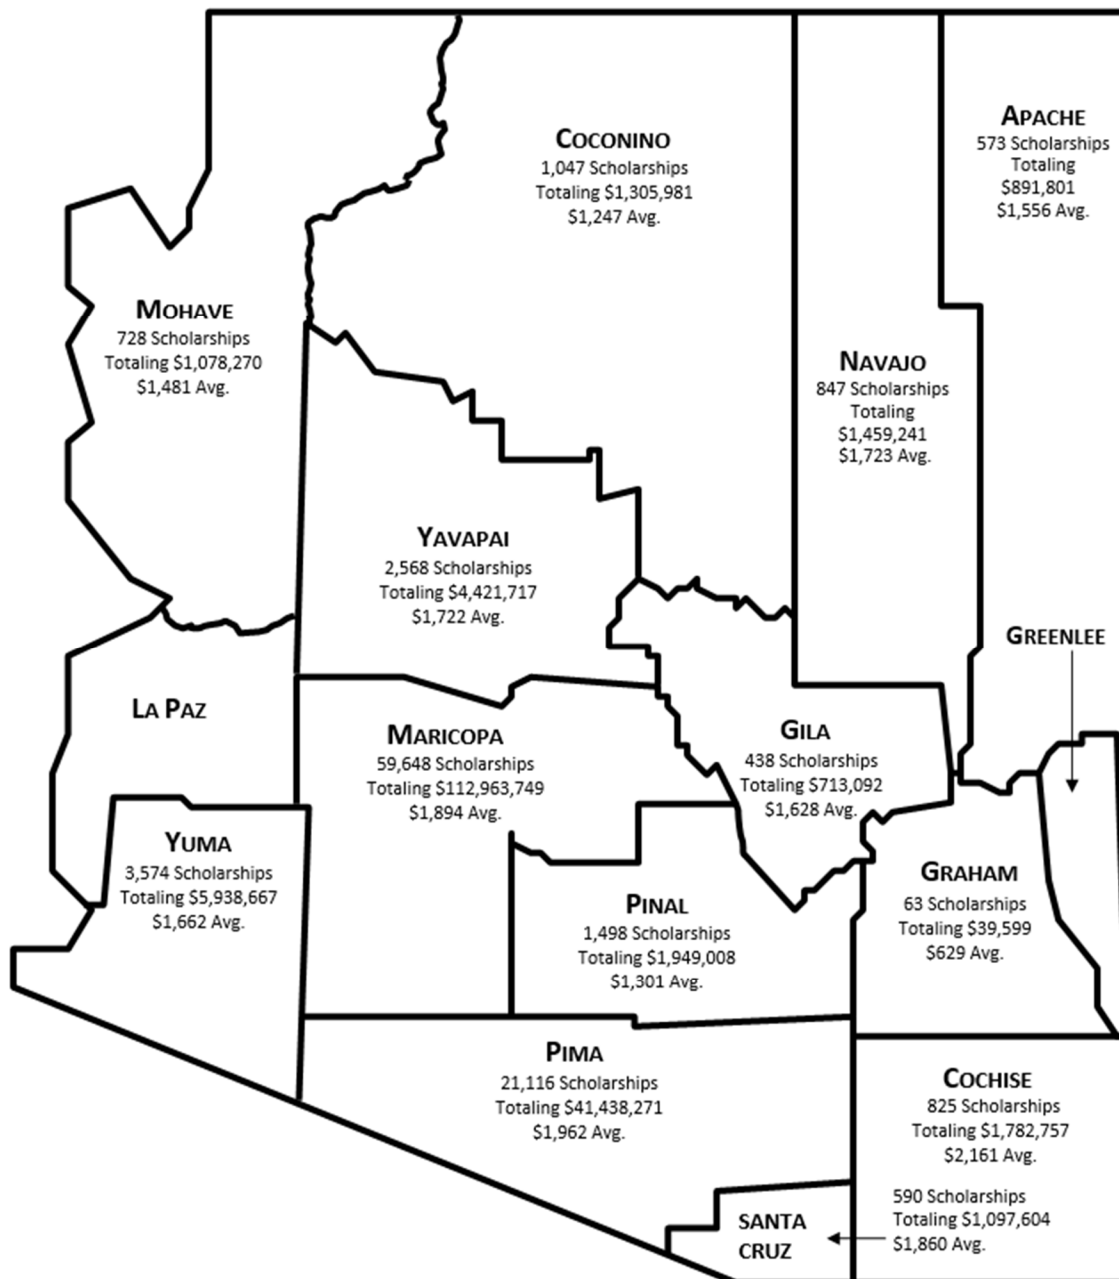 COCONINO
1,047 Scholarships
Totaling $1,305,981
$1,247 Avg.
APACHE
573 Scholarships
Totaling
$891,801
$1,556 Avg.
MOHAVE
728 Scholarships
Totaling $1,078,270
$1,481 Avg.
NAVAJO
847 Scholarships
Totaling
$1,459,241
$1,723 Avg.
YAVAPAI
2,568 Scholarships
Totaling $4,421,717
$1,722 Avg.
GREENLEE
LA PAZ
MARICOPA
59,648 Scholarships
Totaling $112,963,749
$1,894 Avg.
GILA
438 Scholarships
Totaling $713,092
$1,628 Avg.
YUMA
3,574 Scholarships
Totaling $5,938,667
$1,662 Avg.
PINAL
1,498 Scholarships
Totaling $1,949,008
$1,301 Avg.
GRAHAM
63 Scholarships
Totaling $39,599
$629 Avg.
PIMA
21,116 Scholarships
Totaling $41,438,271
$1,962 Avg.
COCHISE
825 Scholarships
Totaling $1,782,757
$2,161 Avg.
SANTA
CRUZ
590 Scholarships
Totaling $1,097,604
$1,860 Avg.